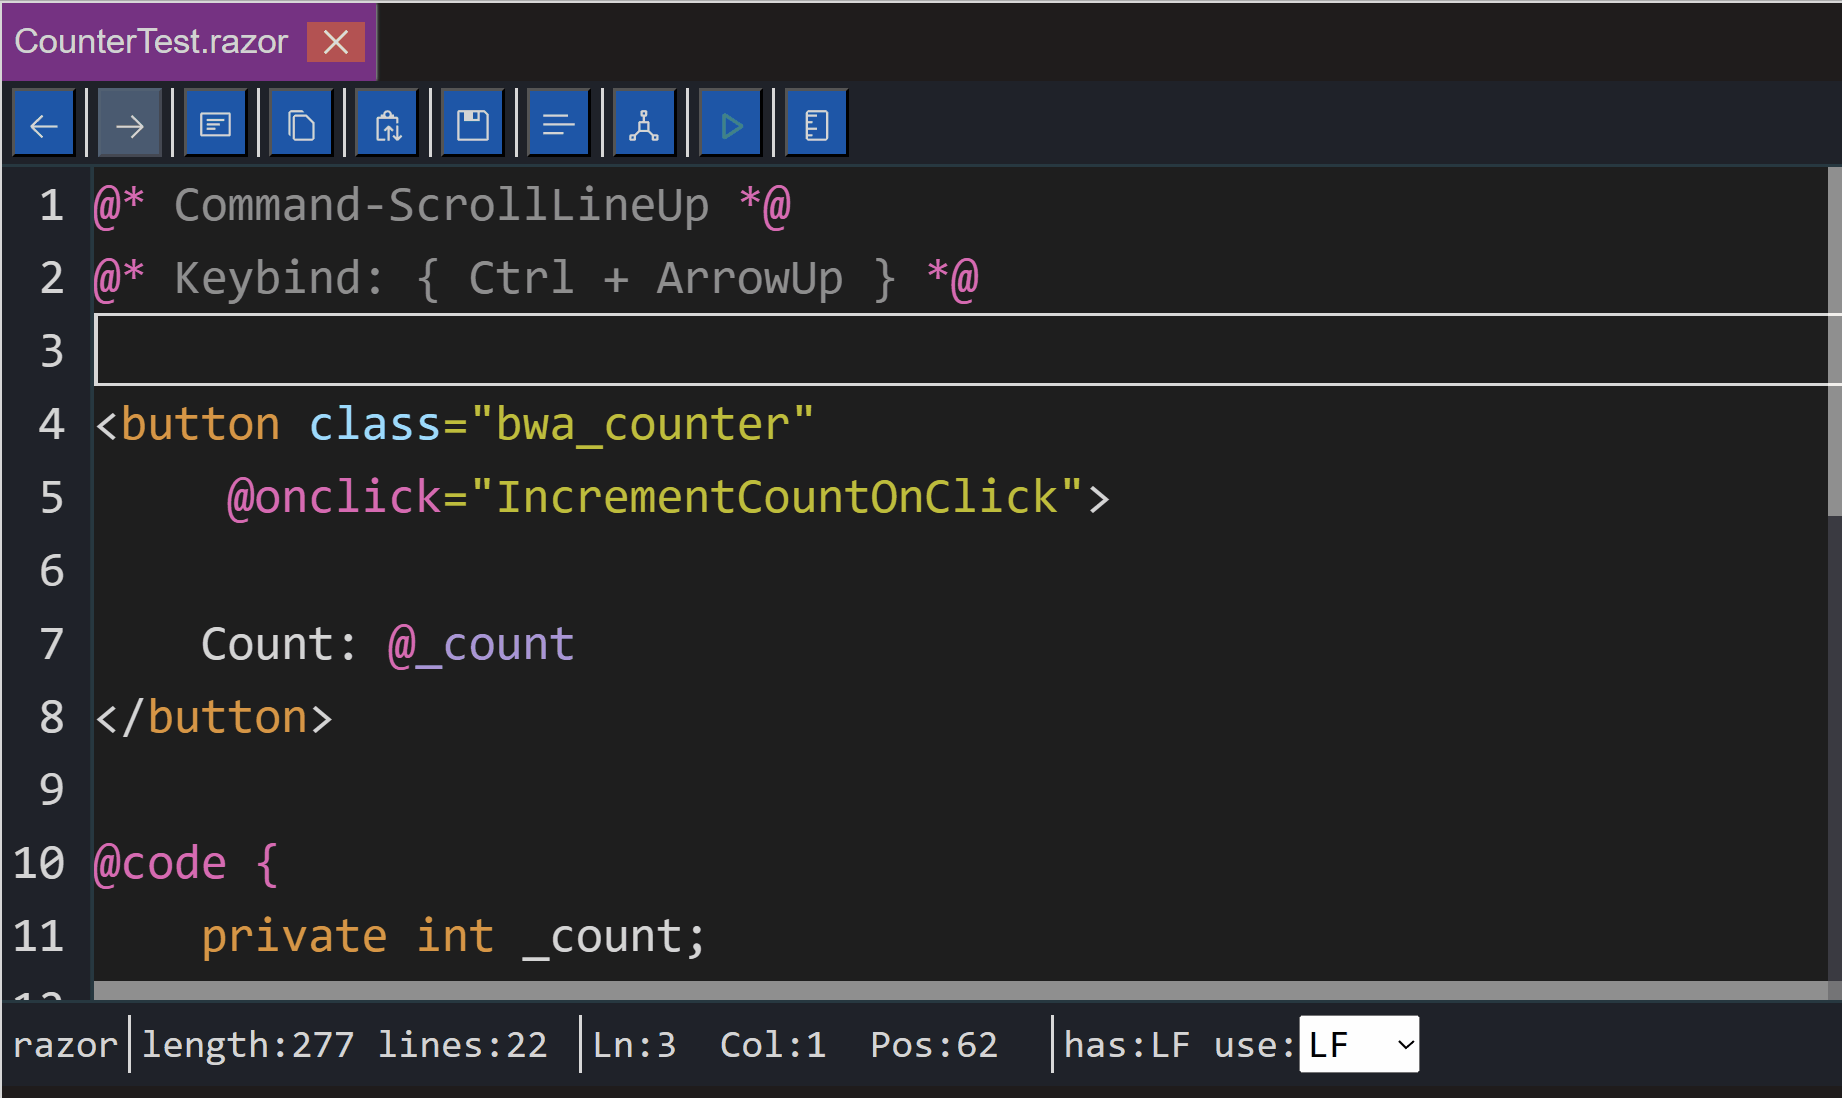 CounterTest.razor
1 @* Command-ScrollLineUp *@
2 @* Keybind: { Ctrl + ArrowUp } *@
3
4 <button class="bwa_counter"
5      @onclick="IncrementCountOnClick">
6
7     Count: @_count
8 </button>
9
10 @code {
11     private int _count;
12
razor length:277 lines:22 Ln:3 Col:1 Pos:62 has:LF use: LF